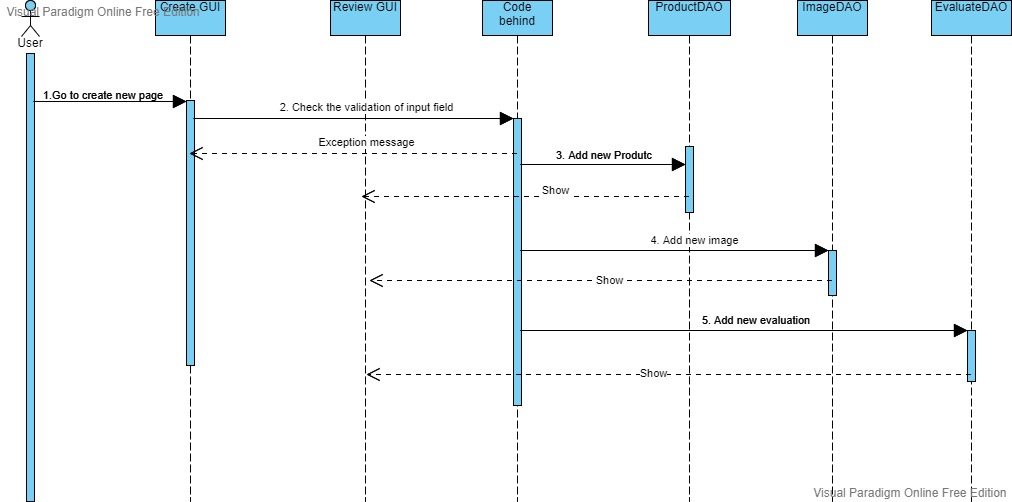 Visual Paradigm Online Free Edition
Create GUI
Review GUI
Code
behind
ProductDAO
ImageDAO
EvaluateDAO
User
1.Go to create new page
2. Check the validation of input field
Exception message
3. Add new Produtc
Show
4. Add new image
Show
5. Add new evaluation
Show
Visual Paradigm Online Free Edition